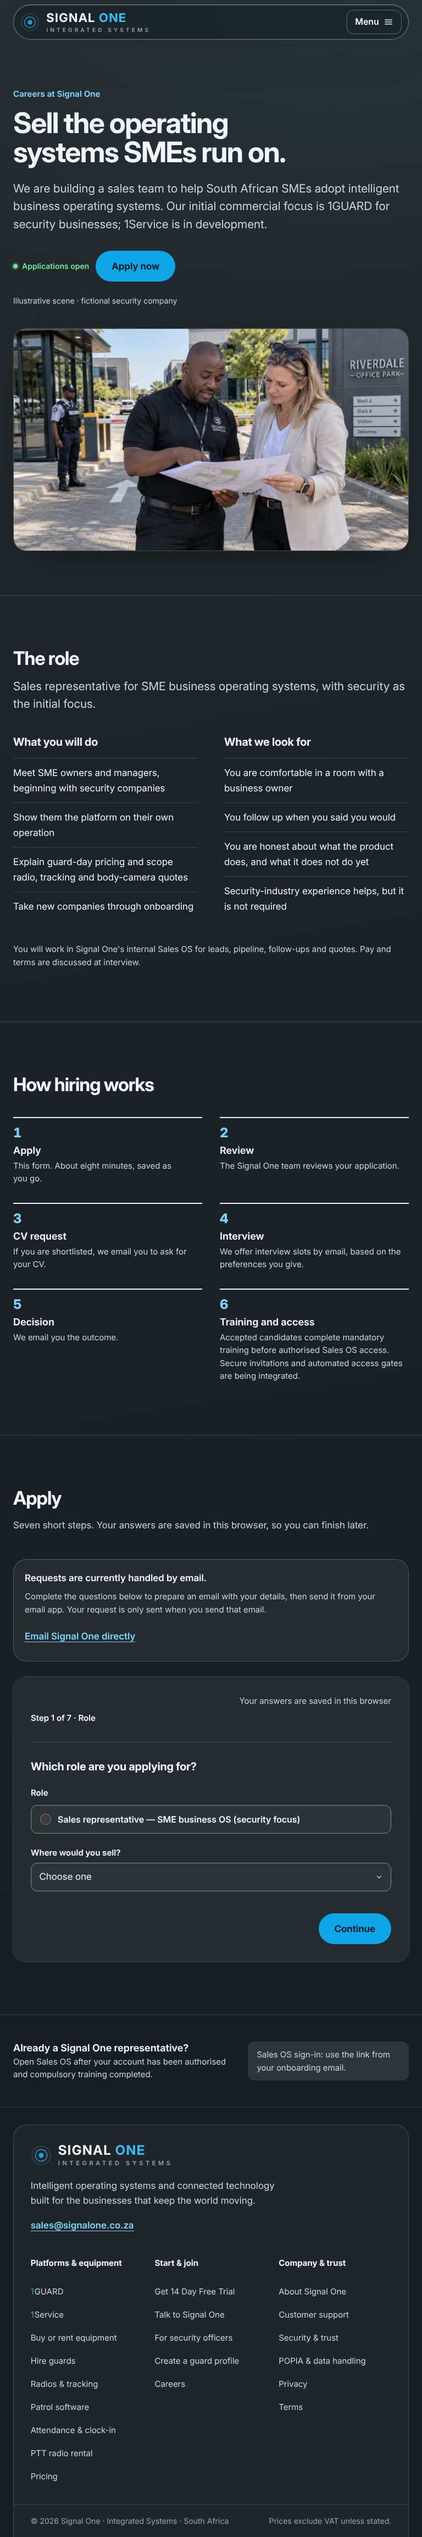 SIGNAL ONE
INTEGRATED SYSTEMS
Menu
Careers at Signal One
Sell the operating
systems SMEs run on.
We are building a sales team to help South African SMEs adopt intelligent
business operating systems. Our initial commercial focus is 1GUARD for
security businesses; 1Service is in development.
Applications open
Apply now
Illustrative scene · fictional security company
RIVERDALE
OFFICE PARK
The role
Sales representative for SME business operating systems, with security as
the initial focus.
What you will do
Meet SME owners and managers,
beginning with security companies
Show them the platform on their own
operation
Explain guard-day pricing and scope
radio, tracking and body-camera quotes
Take new companies through onboarding
What we look for
You are comfortable in a room with a
business owner
You follow up when you said you would
You are honest about what the product
does, and what it does not do yet
Security-industry experience helps, but it
is not required
You will work in Signal One's internal Sales OS for leads, pipeline, follow-ups and quotes. Pay and
terms are discussed at interview.
How hiring works
1
Apply
This form. About eight minutes, saved as
you go.
2
Review
The Signal One team reviews your application.
3
CV request
If you are shortlisted, we email you to ask for
your CV.
4
Interview
We offer interview slots by email, based on the
preferences you give.
5
Decision
We email you the outcome.
6
Training and access
Accepted candidates complete mandatory
training before authorised Sales OS access.
Secure invitations and automated access gates
are being integrated.
Apply
Seven short steps. Your answers are saved in this browser, so you can finish later.
Requests are currently handled by email.
Complete the questions below to prepare an email with your details, then send it from your
email app. Your request is only sent when you send that email.
Email Signal One directly
Your answers are saved in this browser
Step 1 of 7 · Role
Which role are you applying for?
Role
Sales representative — SME business OS (security focus)
Where would you sell?
Choose one
Continue
Already a Signal One representative?
Open Sales OS after your account has been authorised
and compulsory training completed.
Sales OS sign-in: use the link from
your onboarding email.
SIGNAL ONE
INTEGRATED SYSTEMS
Intelligent operating systems and connected technology
built for the businesses that keep the world moving.
sales@signalone.co.za
Platforms & equipment
1GUARD
1Service
Buy or rent equipment
Hire guards
Radios & tracking
Patrol software
Attendance & clock-in
PTT radio rental
Pricing
Start & join
Get 14 Day Free Trial
Talk to Signal One
For security officers
Create a guard profile
Careers
Company & trust
About Signal One
Customer support
Security & trust
POPIA & data handling
Privacy
Terms
© 2026 Signal One · Integrated Systems · South Africa
Prices exclude VAT unless stated.